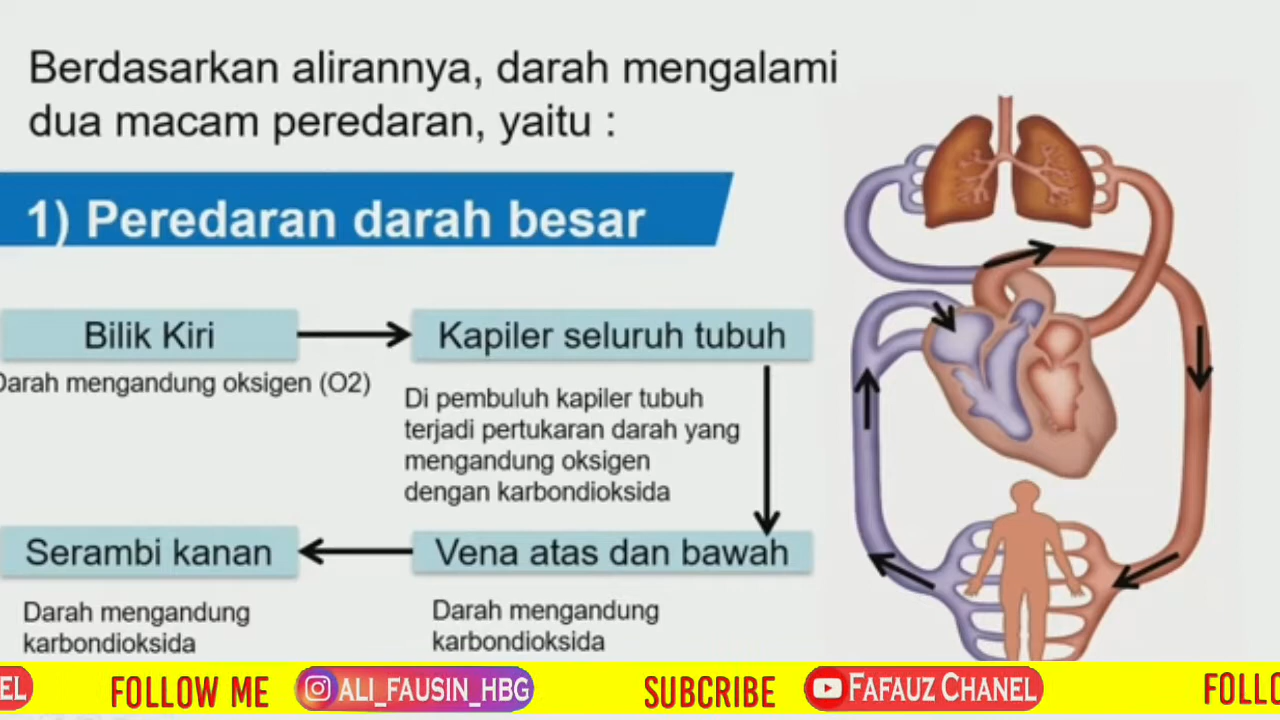 Berdasarkan alirannya, darah mengalami
dua macam peredaran, yaitu :
1) Peredaran darah besar
Bilik Kiri
Kapiler seluruh tubuh
Darah mengandung oksigen (O2)
Di pembuluh kapiler tubuh
terjadi pertukaran darah yang
mengandung oksigen
dengan karbondioksida
Serambi kanan
Vena atas dan bawah
Darah mengandung
karbondioksida
Darah mengandung
karbondioksida
EL FOLLOW ME ALI_FAUSIN_HBG SUBCRIBE FAFAUZ CHANEL FOLLO